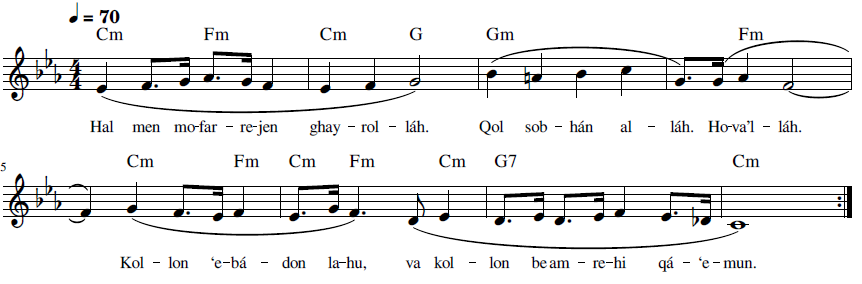 ♩ = 70
Cm Fm Cm G Gm Fm
4
4
Hal men mo-far-re-jen ghay-rol-láh. Qol sob-hán al-láh. Ho-va'l-láh.
5
Cm Fm Cm Fm Cm G7 Cm
Kol-lon 'e-bá-don la-hu, va kol-lon be am-re-hi qá-'e-mun.